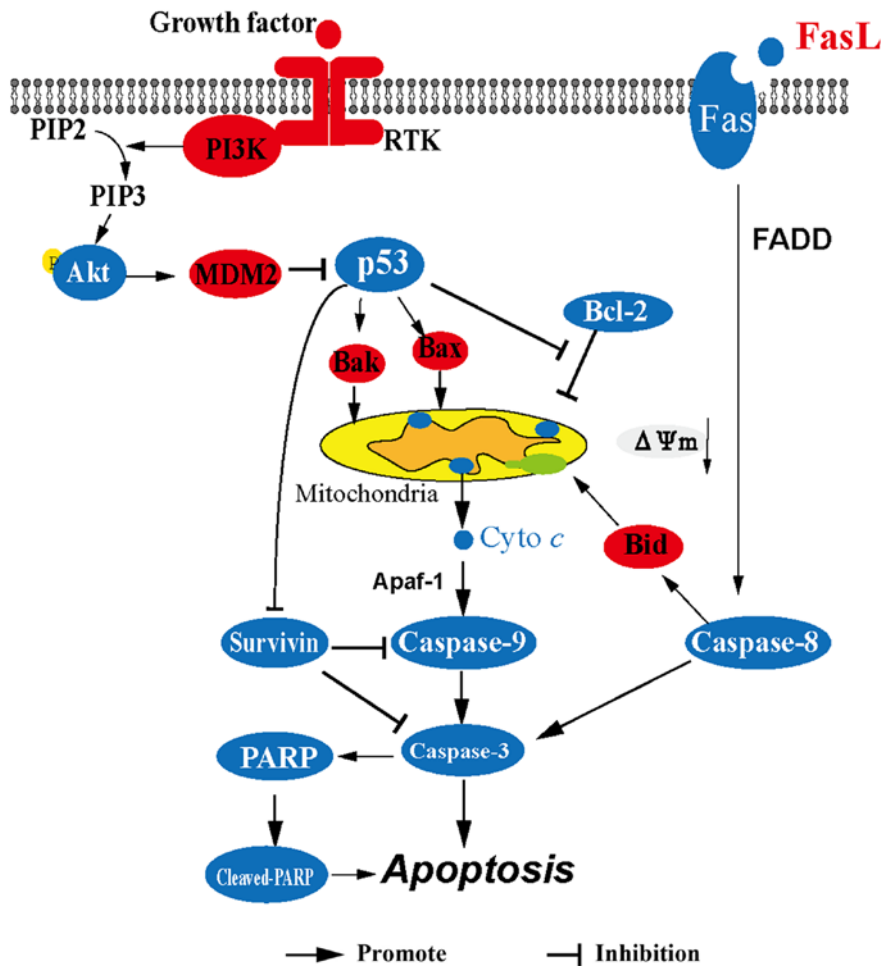 Growth factor
FasL
PIP2
PI3K
RTK
Fas
PIP3
FADD
P
Akt
MDM2
p53
Bcl-2
Bak
Bax
Δ Ψm
Mitochondria
Cyto c
Bid
Apaf-1
Survivin
Caspase-9
Caspase-8
PARP
Caspase-3
Cleaved-PARP
Apoptosis
Promote
Inhibition